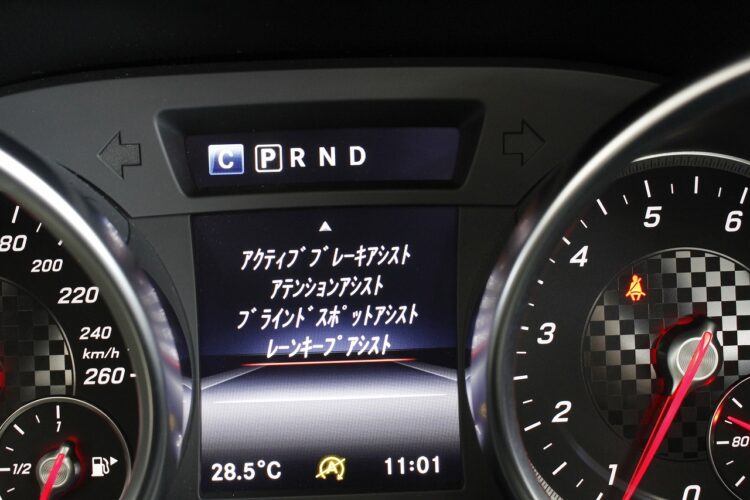 C P R N D
アクティブブレーキアシスト
アテンションアシスト
ブラインドスポットアシスト
レーンキープアシスト
28.5°C A 11:01
80
200
220
240
km/h
260
1
1/2
6
5
4
3
2
1
0
80